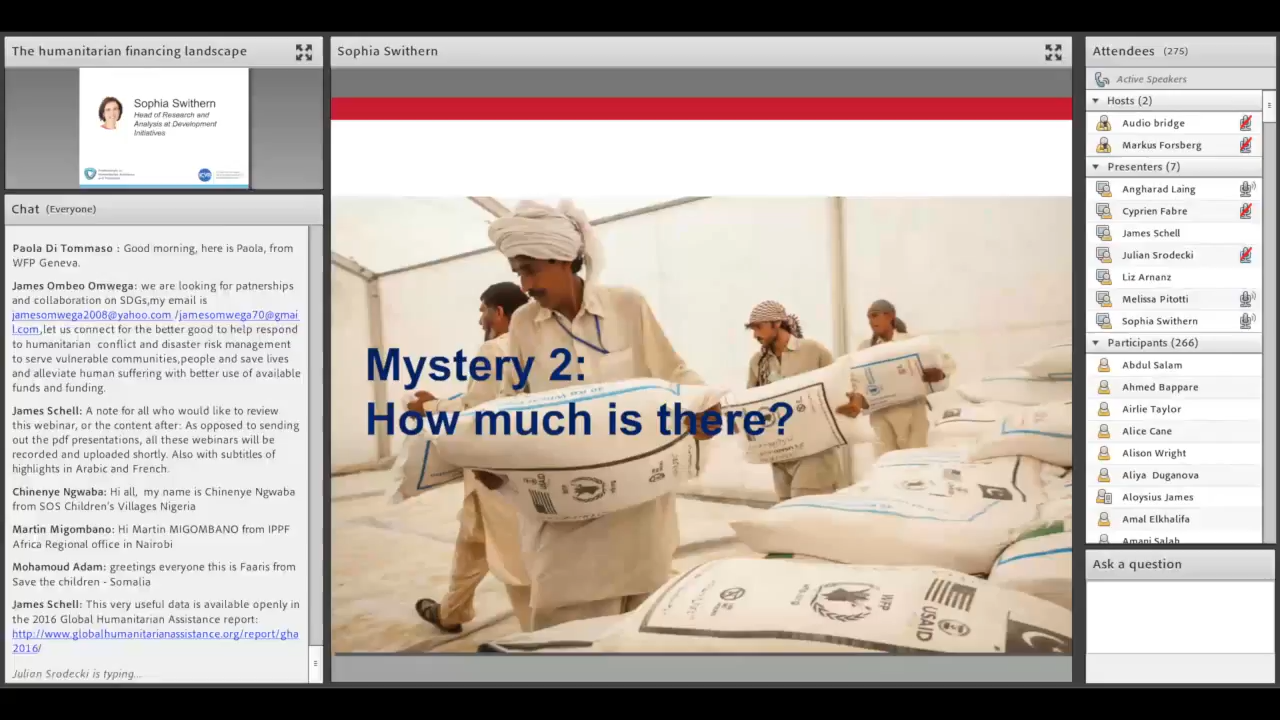 The humanitarian financing landscape
Sophia Swithern
Head of Research and
Analysis at Development
Initiatives
Chat (Everyone)
Paola Di Tommaso : Good morning, here is Paola, from
WFP Geneva.
James Ombeo Omwega: we are looking for patnerships
and collaboration on SDGs,my email is
jamesomwega2008@yahoo.com /jamesomwega70@gmai
l.com,let us connect for the better good to help respond
to humanitarian conflict and disaster risk management
to serve vulnerable communities,people and save lives
and alleviate human suffering with better use of available
funds and funding.
James Schell: A note for all who would like to review
this webinar, or the content after: As opposed to sending
out the pdf presentations, all these webinars will be
recorded and uploaded shortly. Also with subtitles of
highlights in Arabic and French.
Chinenye Ngwaba: Hi all, my name is Chinenye Ngwaba
from SOS Children's Villages Nigeria
Martin Migombano: Hi Martin MIGOMBANO from IPPF
Africa Regional office in Nairobi
Mohamoud Adam: greetings everyone this is Faaris from
Save the children - Somalia
James Schell: This very useful data is available openly in
the 2016 Global Humanitarian Assistance report:
http://www.globalhumanitarianassistance.org/report/gha
2016/
Julian Srodecki is typing...
Sophia Swithern
Mystery 2:
How much is there?
USAID
WFP
USAID
Attendees (275)
Active Speakers
Hosts (2)
Audio bridge
Markus Forsberg
Presenters (7)
Angharad Laing
Cyprien Fabre
James Schell
Julian Srodecki
Liz Arnanz
Melissa Pitotti
Sophia Swithern
Participants (266)
Abdul Salam
Ahmed Bappare
Airlie Taylor
Alice Cane
Alison Wright
Aliya Duganova
Aloysius James
Amal Elkhalifa
Amani Salah
Ask a question